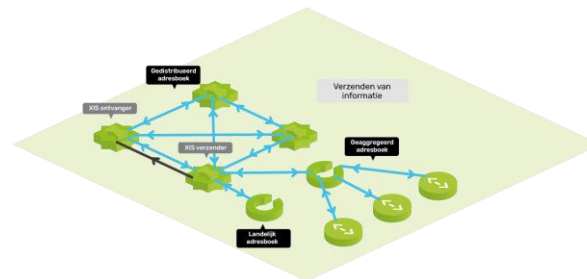 Gedistribueerd
adresboek
Verzenden van
informatie
XIS ontvanger
XIS verzender
Geaggregeerd
adresboek
Landelijk
adresboek